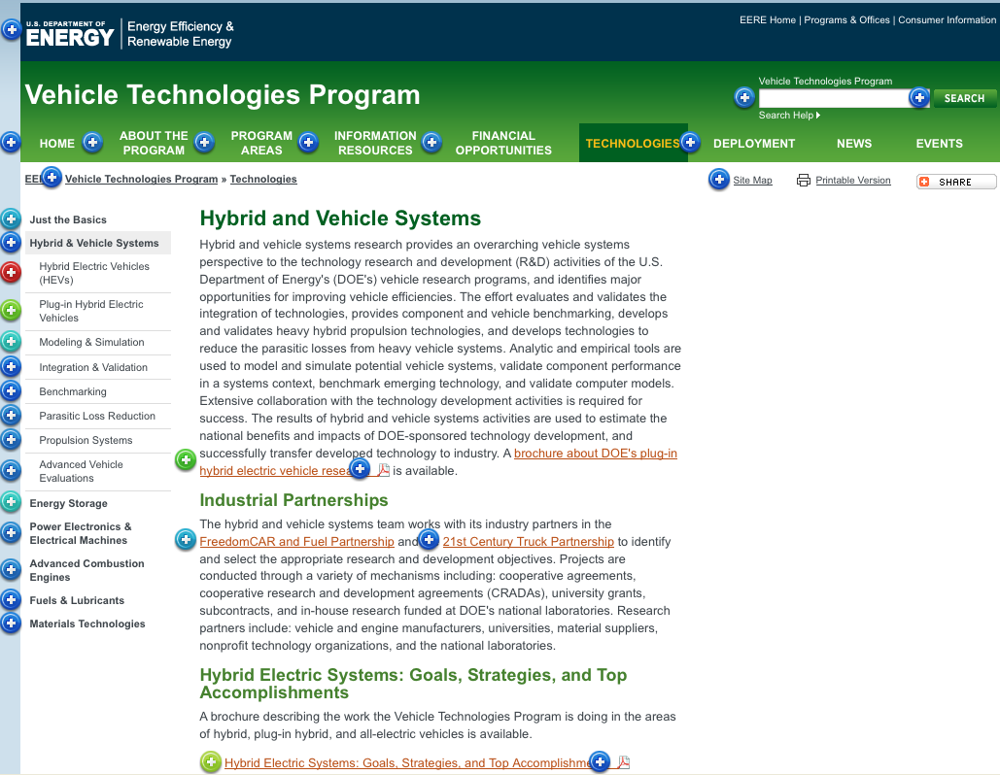 U.S. DEPARTMENT OF
ENERGY
Energy Efficiency &
Renewable Energy
EERE Home | Programs & Offices | Consumer Information
Vehicle Technologies Program
Vehicle Technologies Program
SEARCH
Search Help
HOME
ABOUT THE
PROGRAM
PROGRAM
AREAS
INFORMATION
RESOURCES
FINANCIAL
OPPORTUNITIES
TECHNOLOGIES
DEPLOYMENT
NEWS
EVENTS
Vehicle Technologies Program » Technologies
Site Map
Printable Version
SHARE
Just the Basics
Hybrid & Vehicle Systems
Hybrid Electric Vehicles
(HEVs)
Plug-in Hybrid Electric
Vehicles
Modeling & Simulation
Integration & Validation
Benchmarking
Parasitic Loss Reduction
Propulsion Systems
Advanced Vehicle
Evaluations
Energy Storage
Power Electronics &
Electrical Machines
Advanced Combustion
Engines
Fuels & Lubricants
Materials Technologies
Hybrid and Vehicle Systems
Hybrid and vehicle systems research provides an overarching vehicle systems
perspective to the technology research and development (R&D) activities of the U.S.
Department of Energy's (DOE's) vehicle research programs, and identifies major
opportunities for improving vehicle efficiencies. The effort evaluates and validates the
integration of technologies, provides component and vehicle benchmarking, develops
and validates heavy hybrid propulsion technologies, and develops technologies to
reduce the parasitic losses from heavy vehicle systems. Analytic and empirical tools are
used to model and simulate potential vehicle systems, validate component performance
in a systems context, benchmark emerging technology, and validate computer models.
Extensive collaboration with the technology development activities is required for
success. The results of hybrid and vehicle systems activities are used to estimate the
national benefits and impacts of DOE-sponsored technology development, and
successfully transfer developed technology to industry. A brochure about DOE's plug-in
hybrid electric vehicle is available.
Industrial Partnerships
The hybrid and vehicle systems team works with its industry partners in the
FreedomCAR and Fuel Partnership and 21st Century Truck Partnership to identify
and select the appropriate research and development objectives. Projects are
conducted through a variety of mechanisms including: cooperative agreements,
cooperative research and development agreements (CRADAs), university grants,
subcontracts, and in-house research funded at DOE's national laboratories. Research
partners include: vehicle and engine manufacturers, universities, material suppliers,
nonprofit technology organizations, and the national laboratories.
Hybrid Electric Systems: Goals, Strategies, and Top
Accomplishments
A brochure describing the work the Vehicle Technologies Program is doing in the areas
of hybrid, plug-in hybrid, and all-electric vehicles is available.
Hybrid Electric Systems: Goals, Strategies, and Top